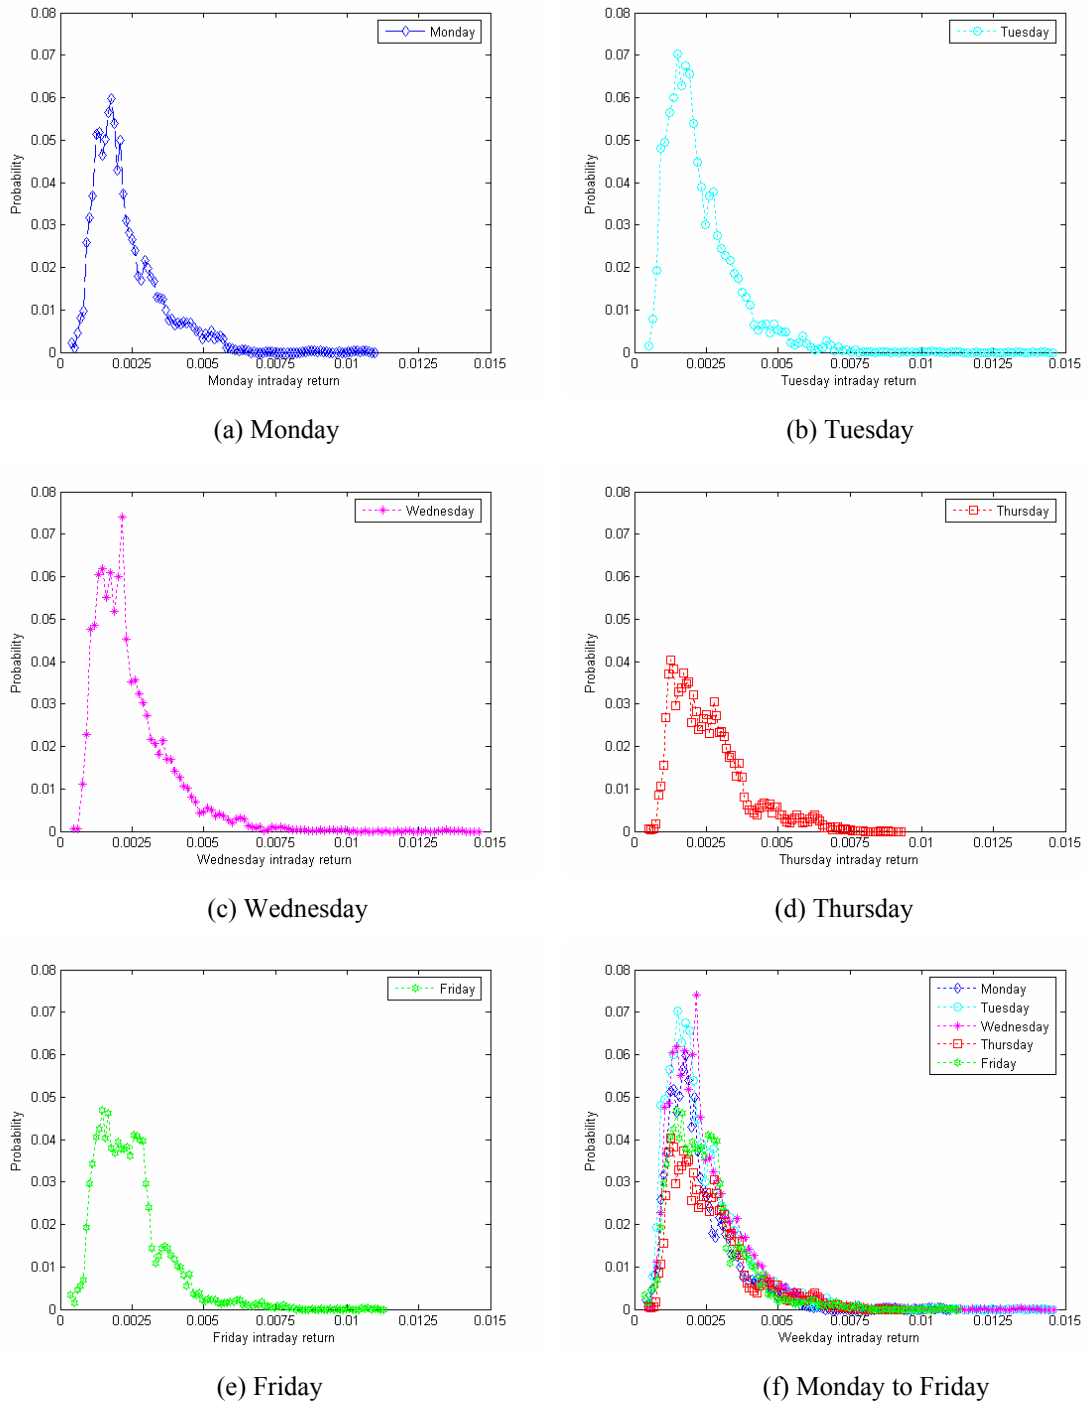 0.08
0.07
0.06
0.05
0.04
0.03
0.02
0.01
0
Probability
Monday
0 0.0025 0.005 0.0075 0.01 0.0125 0.015
Monday intraday return
(a) Monday
0.08
0.07
0.06
0.05
0.04
0.03
0.02
0.01
0
Probability
Tuesday
0 0.0025 0.005 0.0075 0.01 0.0125 0.015
Tuesday intraday return
(b) Tuesday
0.08
0.07
0.06
0.05
0.04
0.03
0.02
0.01
0
Probability
Wednesday
0 0.0025 0.005 0.0075 0.01 0.0125 0.015
Wednesday intraday return
(c) Wednesday
0.08
0.07
0.06
0.05
0.04
0.03
0.02
0.01
0
Probability
Thursday
0 0.0025 0.005 0.0075 0.01 0.0125 0.015
Thursday intraday return
(d) Thursday
0.08
0.07
0.06
0.05
0.04
0.03
0.02
0.01
0
Probability
Friday
0 0.0025 0.005 0.0075 0.01 0.0125 0.015
Friday intraday return
(e) Friday
0.08
0.07
0.06
0.05
0.04
0.03
0.02
0.01
0
Probability
Monday
Tuesday
Wednesday
Thursday
Friday
0 0.0025 0.005 0.0075 0.01 0.0125 0.015
Weekday intraday return
(f) Monday to Friday